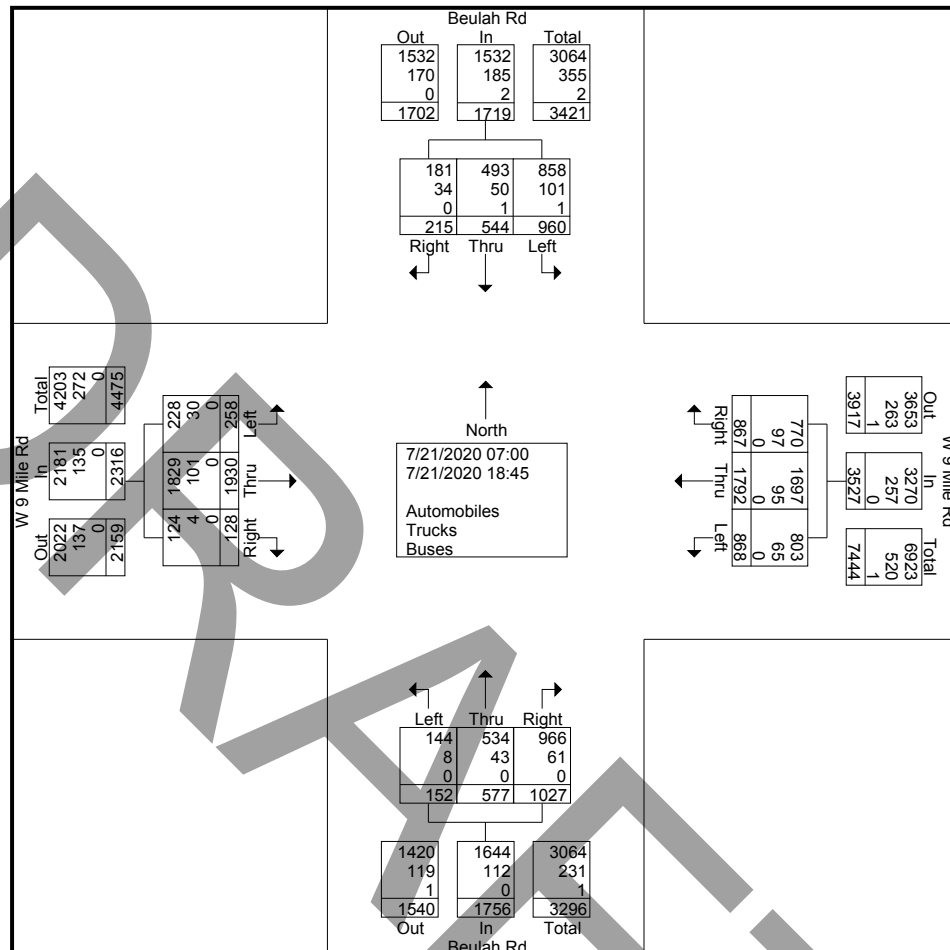 Beulah Rd
Out In Total
1532 1532 3064
170 185 355
0 2 2
1702 1719 3421
181 493 858
34 50 101
0 1 1
215 544 960
Right Thru Left
W 9 Mile Rd
Total In Out
4203 2181 2022
272 135 137
0 0 0
4475 2316 2159
228 1829 124
30 101 4
0 0 0
258 1930 128
Left Thru Right
North
7/21/2020 07:00
7/21/2020 18:45
Automobiles
Trucks
Buses
Right Thru Left
867 1792 868
0 0 0
97 95 65
770 1697 803
W 9 Mile Rd
Out In Total
3653 3270 6923
263 257 520
1 0 1
3917 3527 7444
Left Thru Right
144 534 966
8 43 61
0 0 0
152 577 1027
1420 1644 3064
119 112 231
1 0 1
1540 1756 3296
Out In Total
Beulah Rd
DRAF